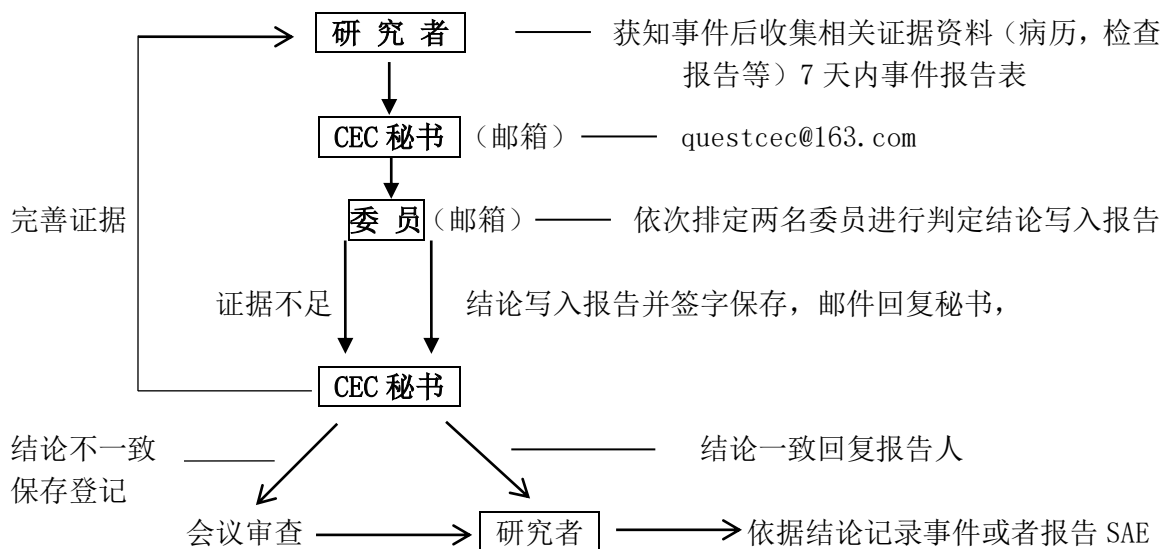 研 究 者 获知事件后收集相关证据资料（病历，检查
报告等）7 天内事件报告表
CEC 秘书 （邮箱） questcec@163.com
完善证据 委 员（邮箱） 依次排定两名委员进行判定结论写入报告
证据不足 结论写入报告并签字保存，邮件回复秘书，
CEC 秘书
结论不一致 结论一致回复报告人
保存登记
会议审查 研究者 依据结论记录事件或者报告 SAE